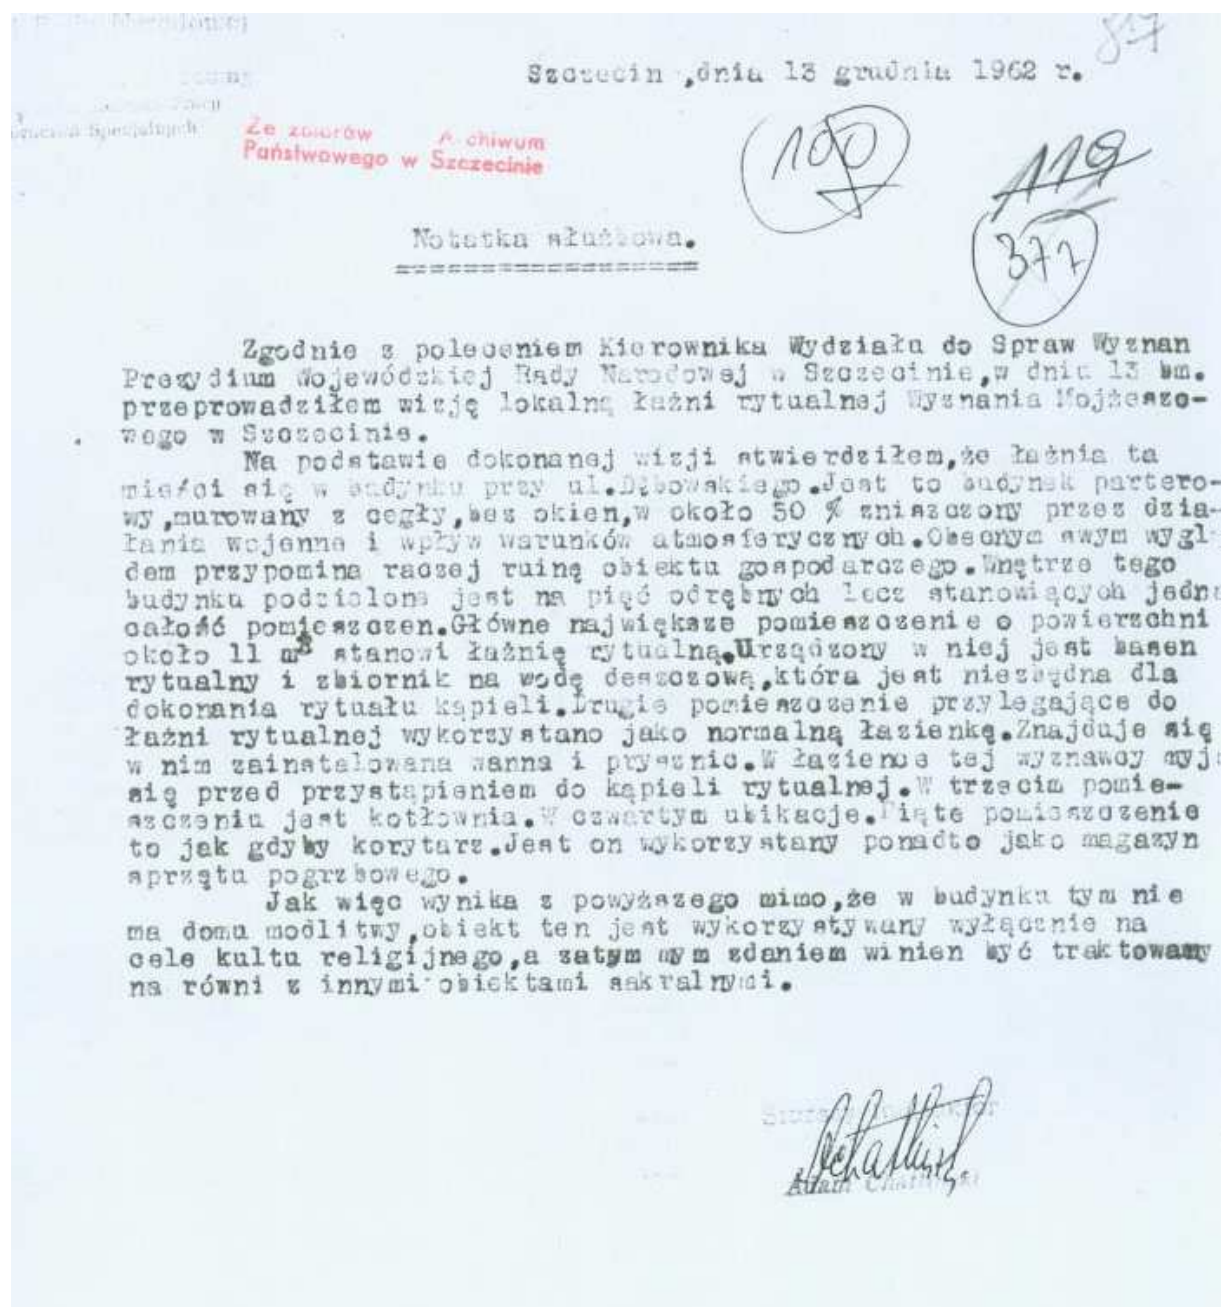 817
Szczecin ,dnia 13 grudnia 1962 r.
Ze zbiorów Archiwum
Państwowego w Szczecinie
100
119
377
Notatka służbowa.
====================
Zgodnie z poleceniem Kierownika Wydziału do Spraw Wyznan
Prezydium Wojewódzkiej Rady Narodowej w Szczecinie,w dniu 13 bm.
przeprowadziłem wizję lokalną łaźni rytualnej Wyznania Mojżeszo-
wego w Szczecinie.
Na podstawie dokonanej wizji stwierdziłem,że łaźnia ta
mieści się w budynku przy ul.Dębowskiego.Jest to budynek partero-
wy,murowany z cegły,bez okien,w około 50 % zniszczony przez dzia-
łania wojenne i wpływ warunków atmosferycznych.Obecnym swym wyglą
dem przypomina raczej ruinę obiektu gospodarczego.Wnętrze tego
budynku podzielone jest na pięć odrębnych lecz stanowiących jedną
całość pomieszczen.Główne największe pomieszczenie o powierzchni
około 11 m² stanowi łaźnię rytualną.Urządzony w niej jest basen
rytualny i zbiornik na wodę deszczową,która jest niezbędna dla
dokonania rytuału kąpieli.Drugie pomieszczenie przylegające do
łaźni rytualnej wykorzystano jako normalną łazienkę.Znajduje się
w nim zainstalowana wanna i prysznic.W łazience tej wyznawcy myją
się przed przystąpieniem do kąpieli rytualnej.W trzecim pomie-
szczeniu jest kotłownia.W czwartym ubikacje.Piąte pomieszczenie
to jak gdyby korytarz.Jest on wykorzystany ponadto jako magazyn
sprzętu pogrzbowego.
Jak więc wynika z powyższego mimo,że w budynku tym nie
ma domu modlitwy,obiekt ten jest wykorzystywany wyłącznie na
cele kultu religijnego,a zatym mym zdaniem winien być traktowany
na równi z innymi obiektami sakralnymi.
Adam